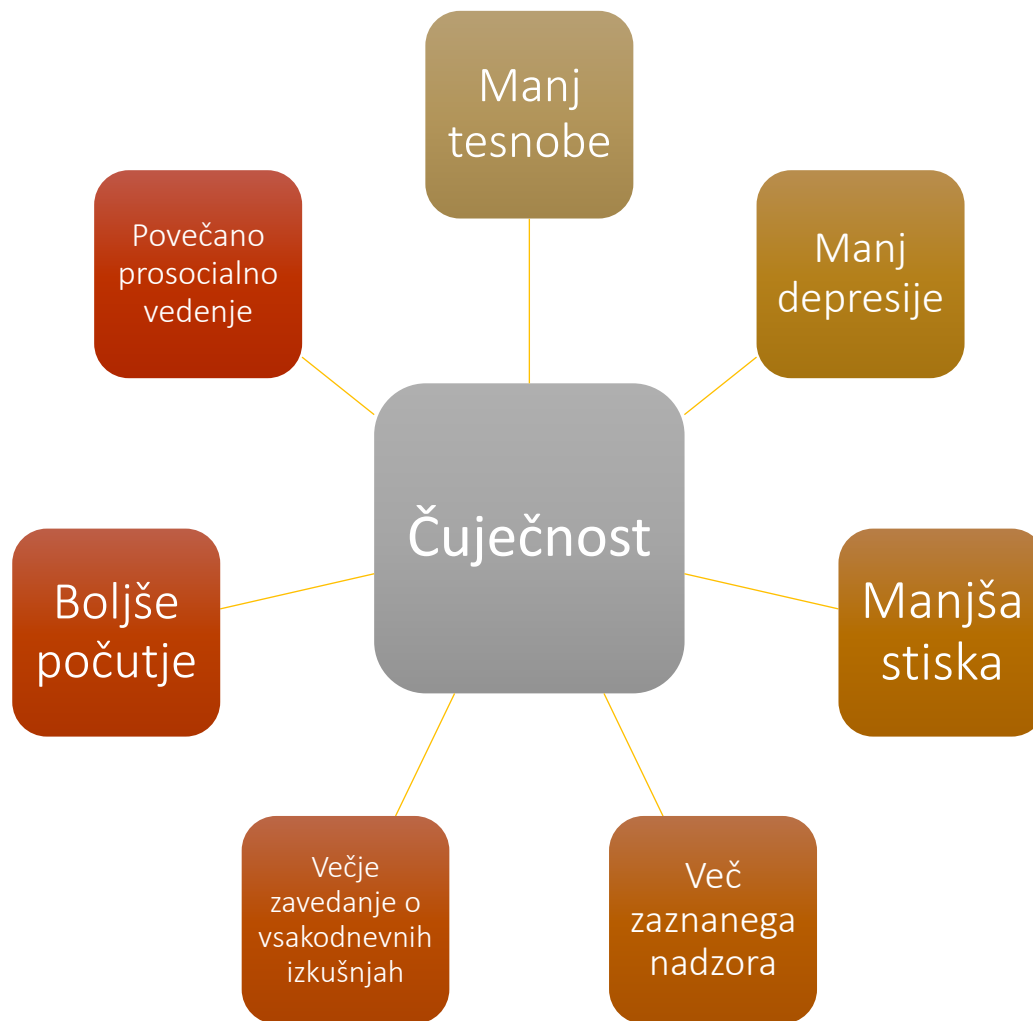 Manj
tesnobe
Manj
depresije
Manjša
stiska
Več
zaznanega
nadzora
Večje
zavedanje o
vsakodnevnih
izkušnjah
Boljše
počutje
Povečano
prosocialno
vedenje
Čuječnost